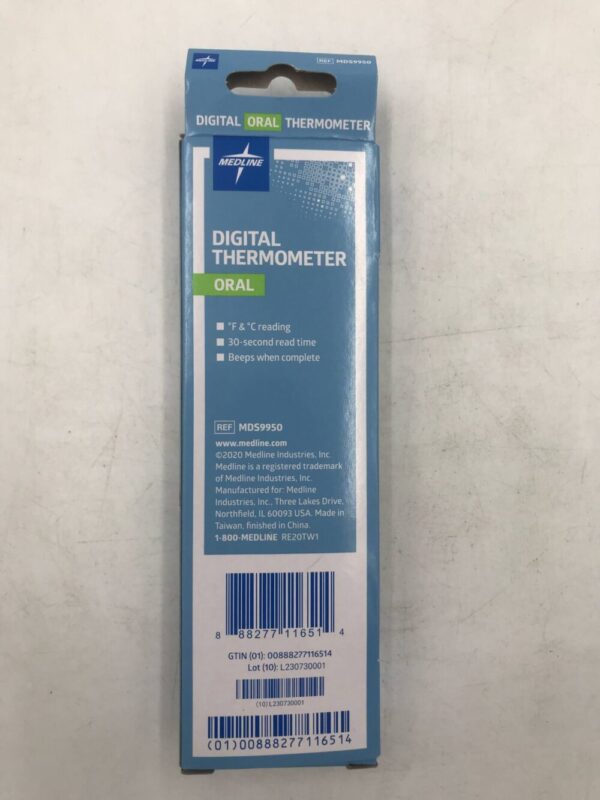 REF MDS9950
DIGITAL ORAL THERMOMETER
MEDLINE
DIGITAL
THERMOMETER
ORAL
°F & °C reading
30-second read time
Beeps when complete
REF MDS9950
www.medline.com
©2020 Medline Industries, Inc.
Medline is a registered trademark
of Medline Industries, Inc.
Manufactured for: Medline
Industries, Inc., Three Lakes Drive,
Northfield, IL 60093 USA. Made in
Taiwan, finished in China.
1-800-MEDLINE RE20TW1
8 88277 11651 4
GTIN (01): 00888277116514
Lot (10): L230730001
(10)L230730001
(01)00888277116514